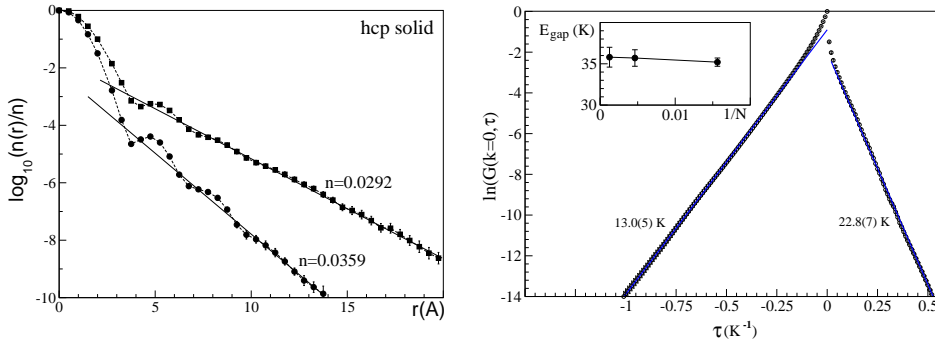 hcp solid
log10(n(r)/n)
0
-2
-4
-6
-8
-10
n=0.0292
n=0.0359
0
5
10
15
r(A)
ln(G(k=0,τ)
0
-2
-4
-6
-8
-10
-12
-14
Egap (K)
40
35
30
0
0.01
1/N
13.0(5) K
22.8(7) K
-1
-0.75
-0.5
-0.25
0
0.25
0.5
τ(K-1)